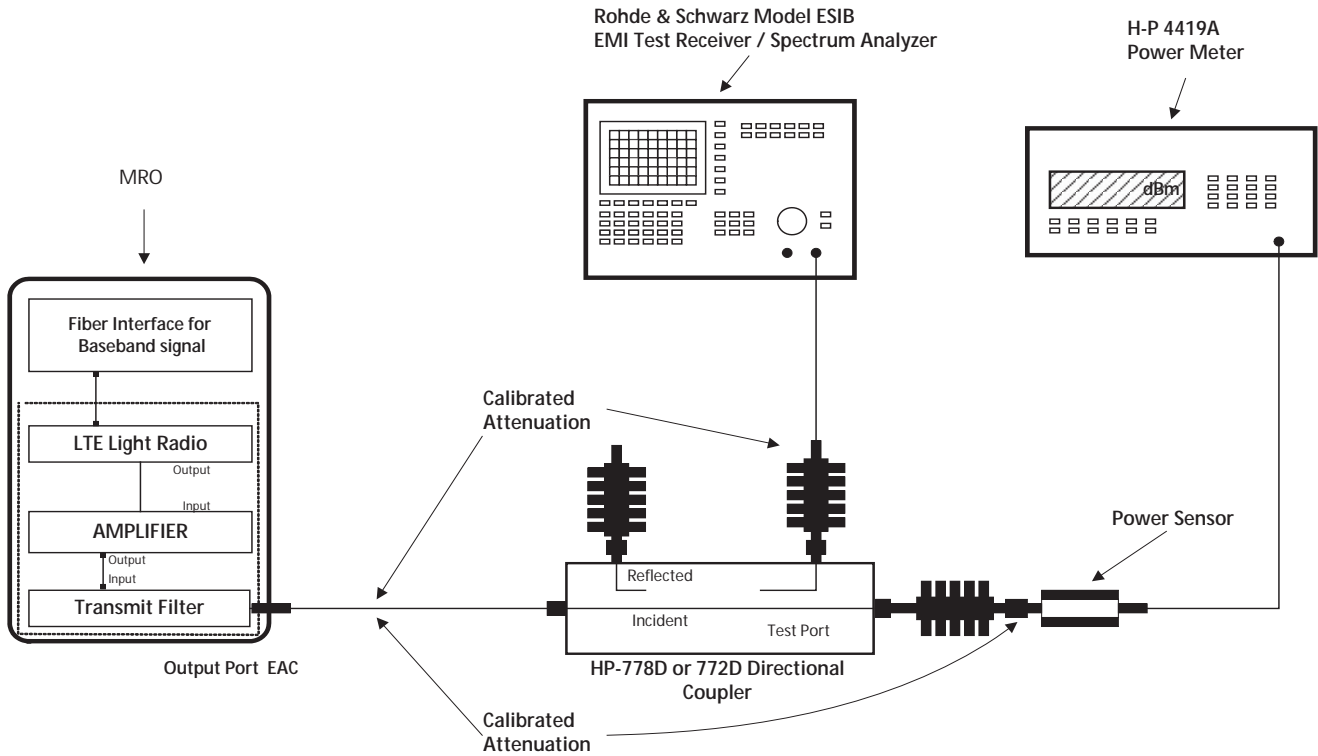 Rohde & Schwarz Model ESIB
EMI Test Receiver / Spectrum Analyzer
H-P 4419A
Power Meter
dBm
MRO
Fiber Interface for
Baseband signal
LTE Light Radio
Output
Input
AMPLIFIER
Output
Input
Transmit Filter
Output Port EAC
Calibrated
Attenuation
Power Sensor
Reflected
Incident
Test Port
HP-778D or 772D Directional
Coupler
Calibrated
Attenuation